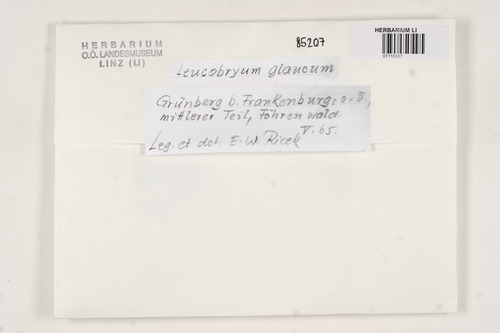 HERBARIUM
O.Ö. LANDESMUSEUM
LINZ (LI)
85207
HERBARIUM LI
Leucobryum glaucum
Grünberg b. Frankenburg, O.Ö.,
mittlerer Teil, Föhrenwald.
V. 65.
Leg. et det. E. W. Ricek